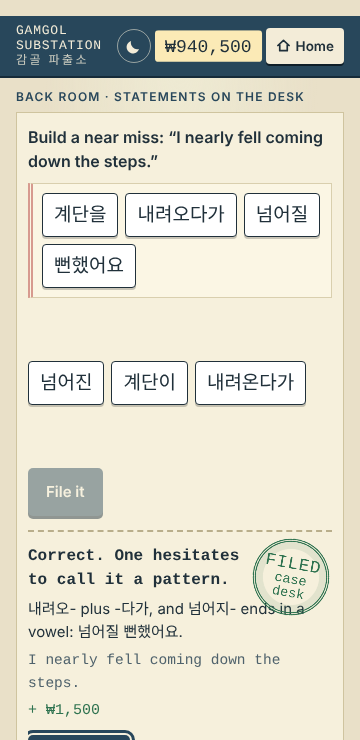 GAMGOL
SUBSTATION
감골 파출소
₩940,500
Home
BACK ROOM · STATEMENTS ON THE DESK
Build a near miss: “I nearly fell coming
down the steps.”
계단을 내려오다가 넘어질
뻔했어요
넘어진 계단이 내려온다가
File it
Correct. One hesitates
to call it a pattern.
FILED
case
desk
내려오- plus -다가, and 넘어지- ends in a
vowel: 넘어질 뻔했어요.
I nearly fell coming down the
steps.
+ ₩1,500